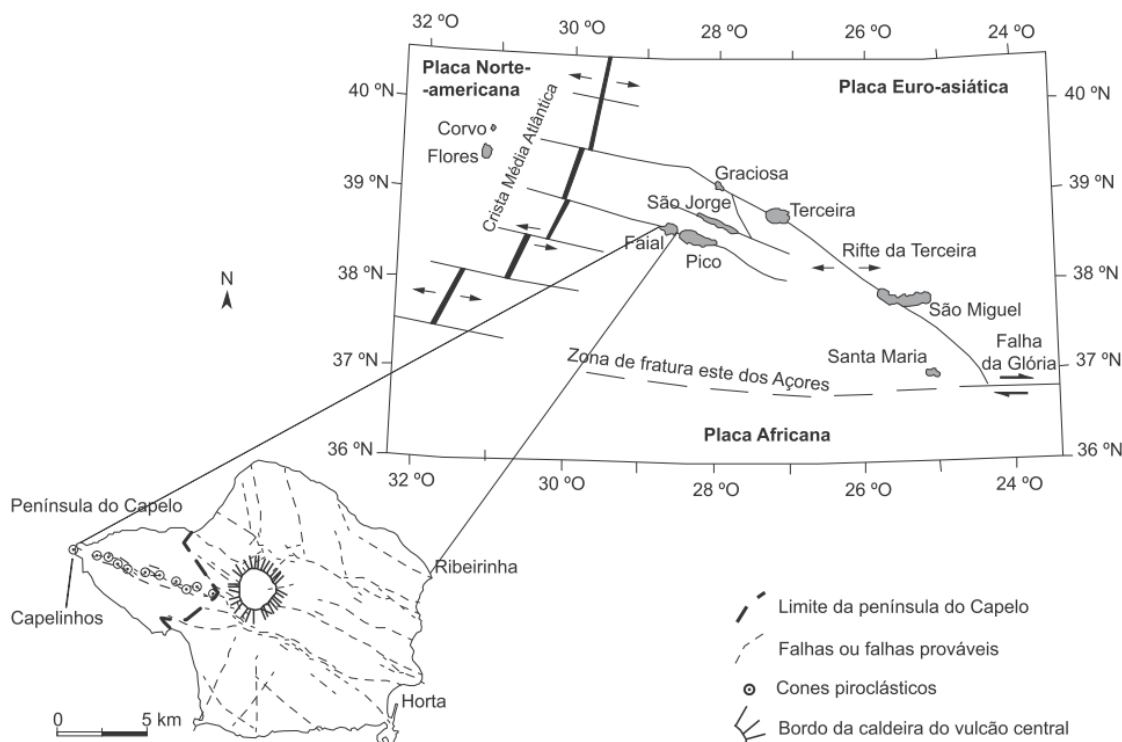 32 ºO
30 ºO
28 ºO
26 ºO
24 ºO
Placa Norte-
-americana
Placa Euro-asiática
40 ºN
40 ºN
Corvo
Flores
Crista Média Atlântica
Graciosa
39 ºN
39 ºN
São Jorge
Terceira
Faial
Pico
Rifte da Terceira
38 ºN
38 ºN
N
São Miguel
Santa Maria
Falha
da Glória
37 ºN
37 ºN
Zona de fratura este dos Açores
Placa Africana
36 ºN
36 ºN
32 ºO
30 ºO
28 ºO
26 ºO
24 ºO
Península do Capelo
Ribeirinha
Capelinhos
Horta
0
5 km
Limite da península do Capelo
Falhas ou falhas prováveis
Cones piroclásticos
Bordo da caldeira do vulcão central